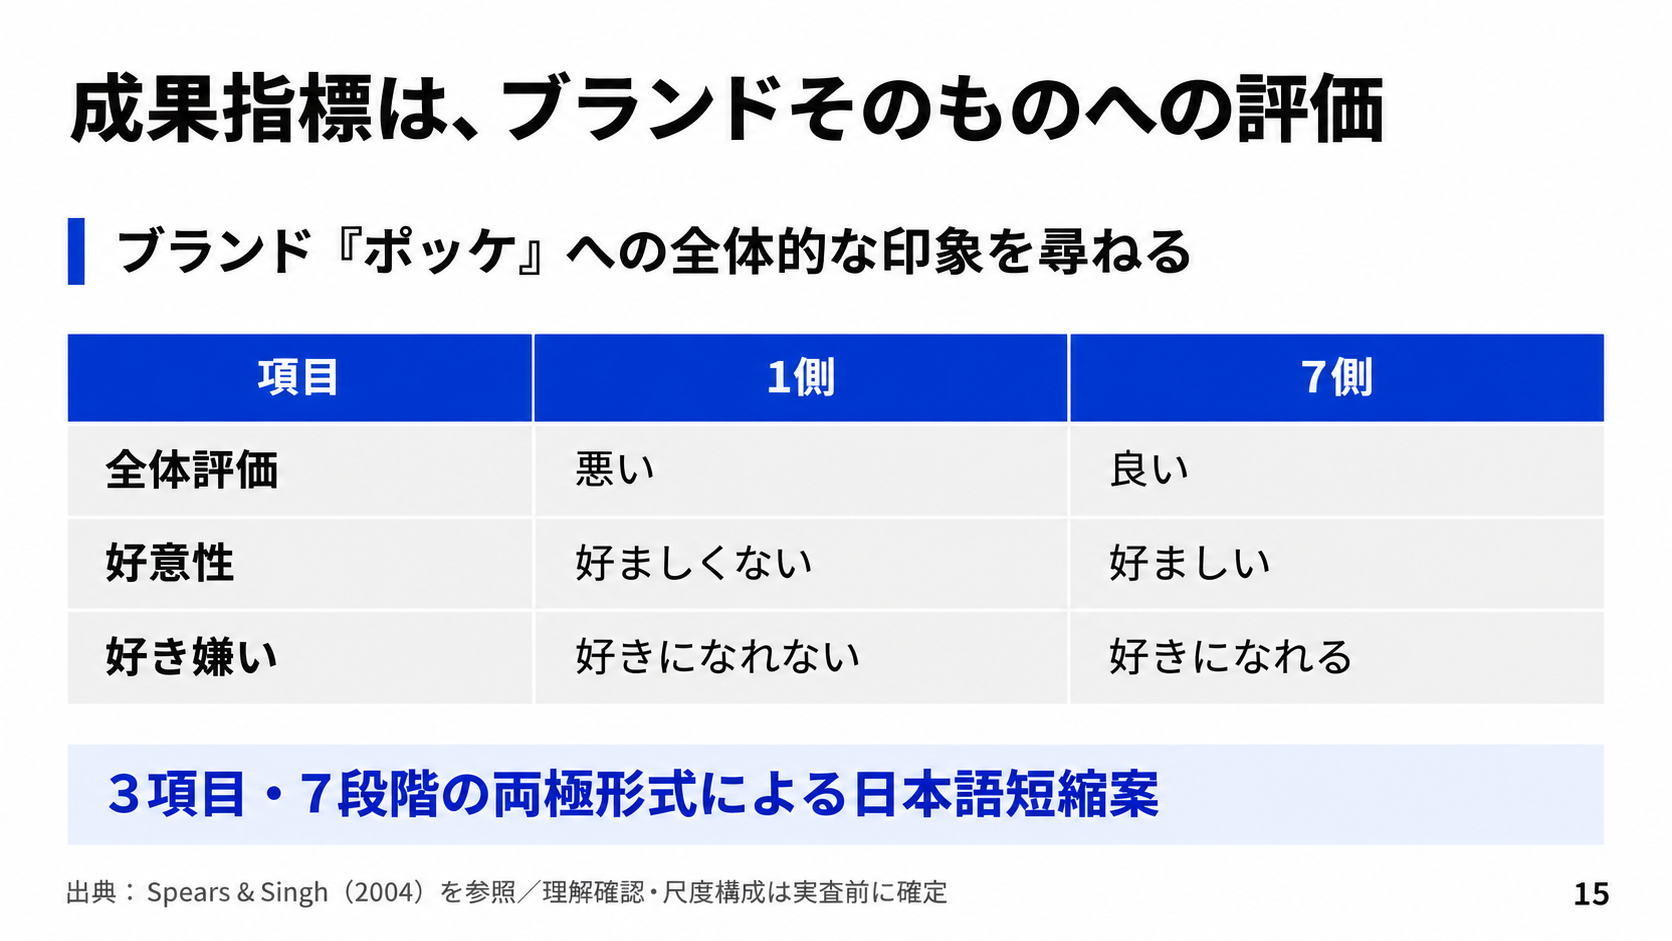 成果指標は、ブランドそのものへの評価
ブランド『ポッケ』への全体的な印象を尋ねる
項目 1側 7側
全体評価 悪い 良い
好意性 好ましくない 好ましい
好き嫌い 好きになれない 好きになれる
3項目・7段階の両極形式による日本語短縮案
出典：Spears & Singh（2004）を参照／理解確認・尺度構成は実査前に確定
15